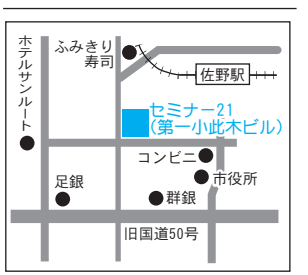 ホテルサンルート
ふみきり
寿司
佐野駅
セミナー21
(第一小此木ビル)
コンビニ
市役所
足銀
群銀
旧国道50号